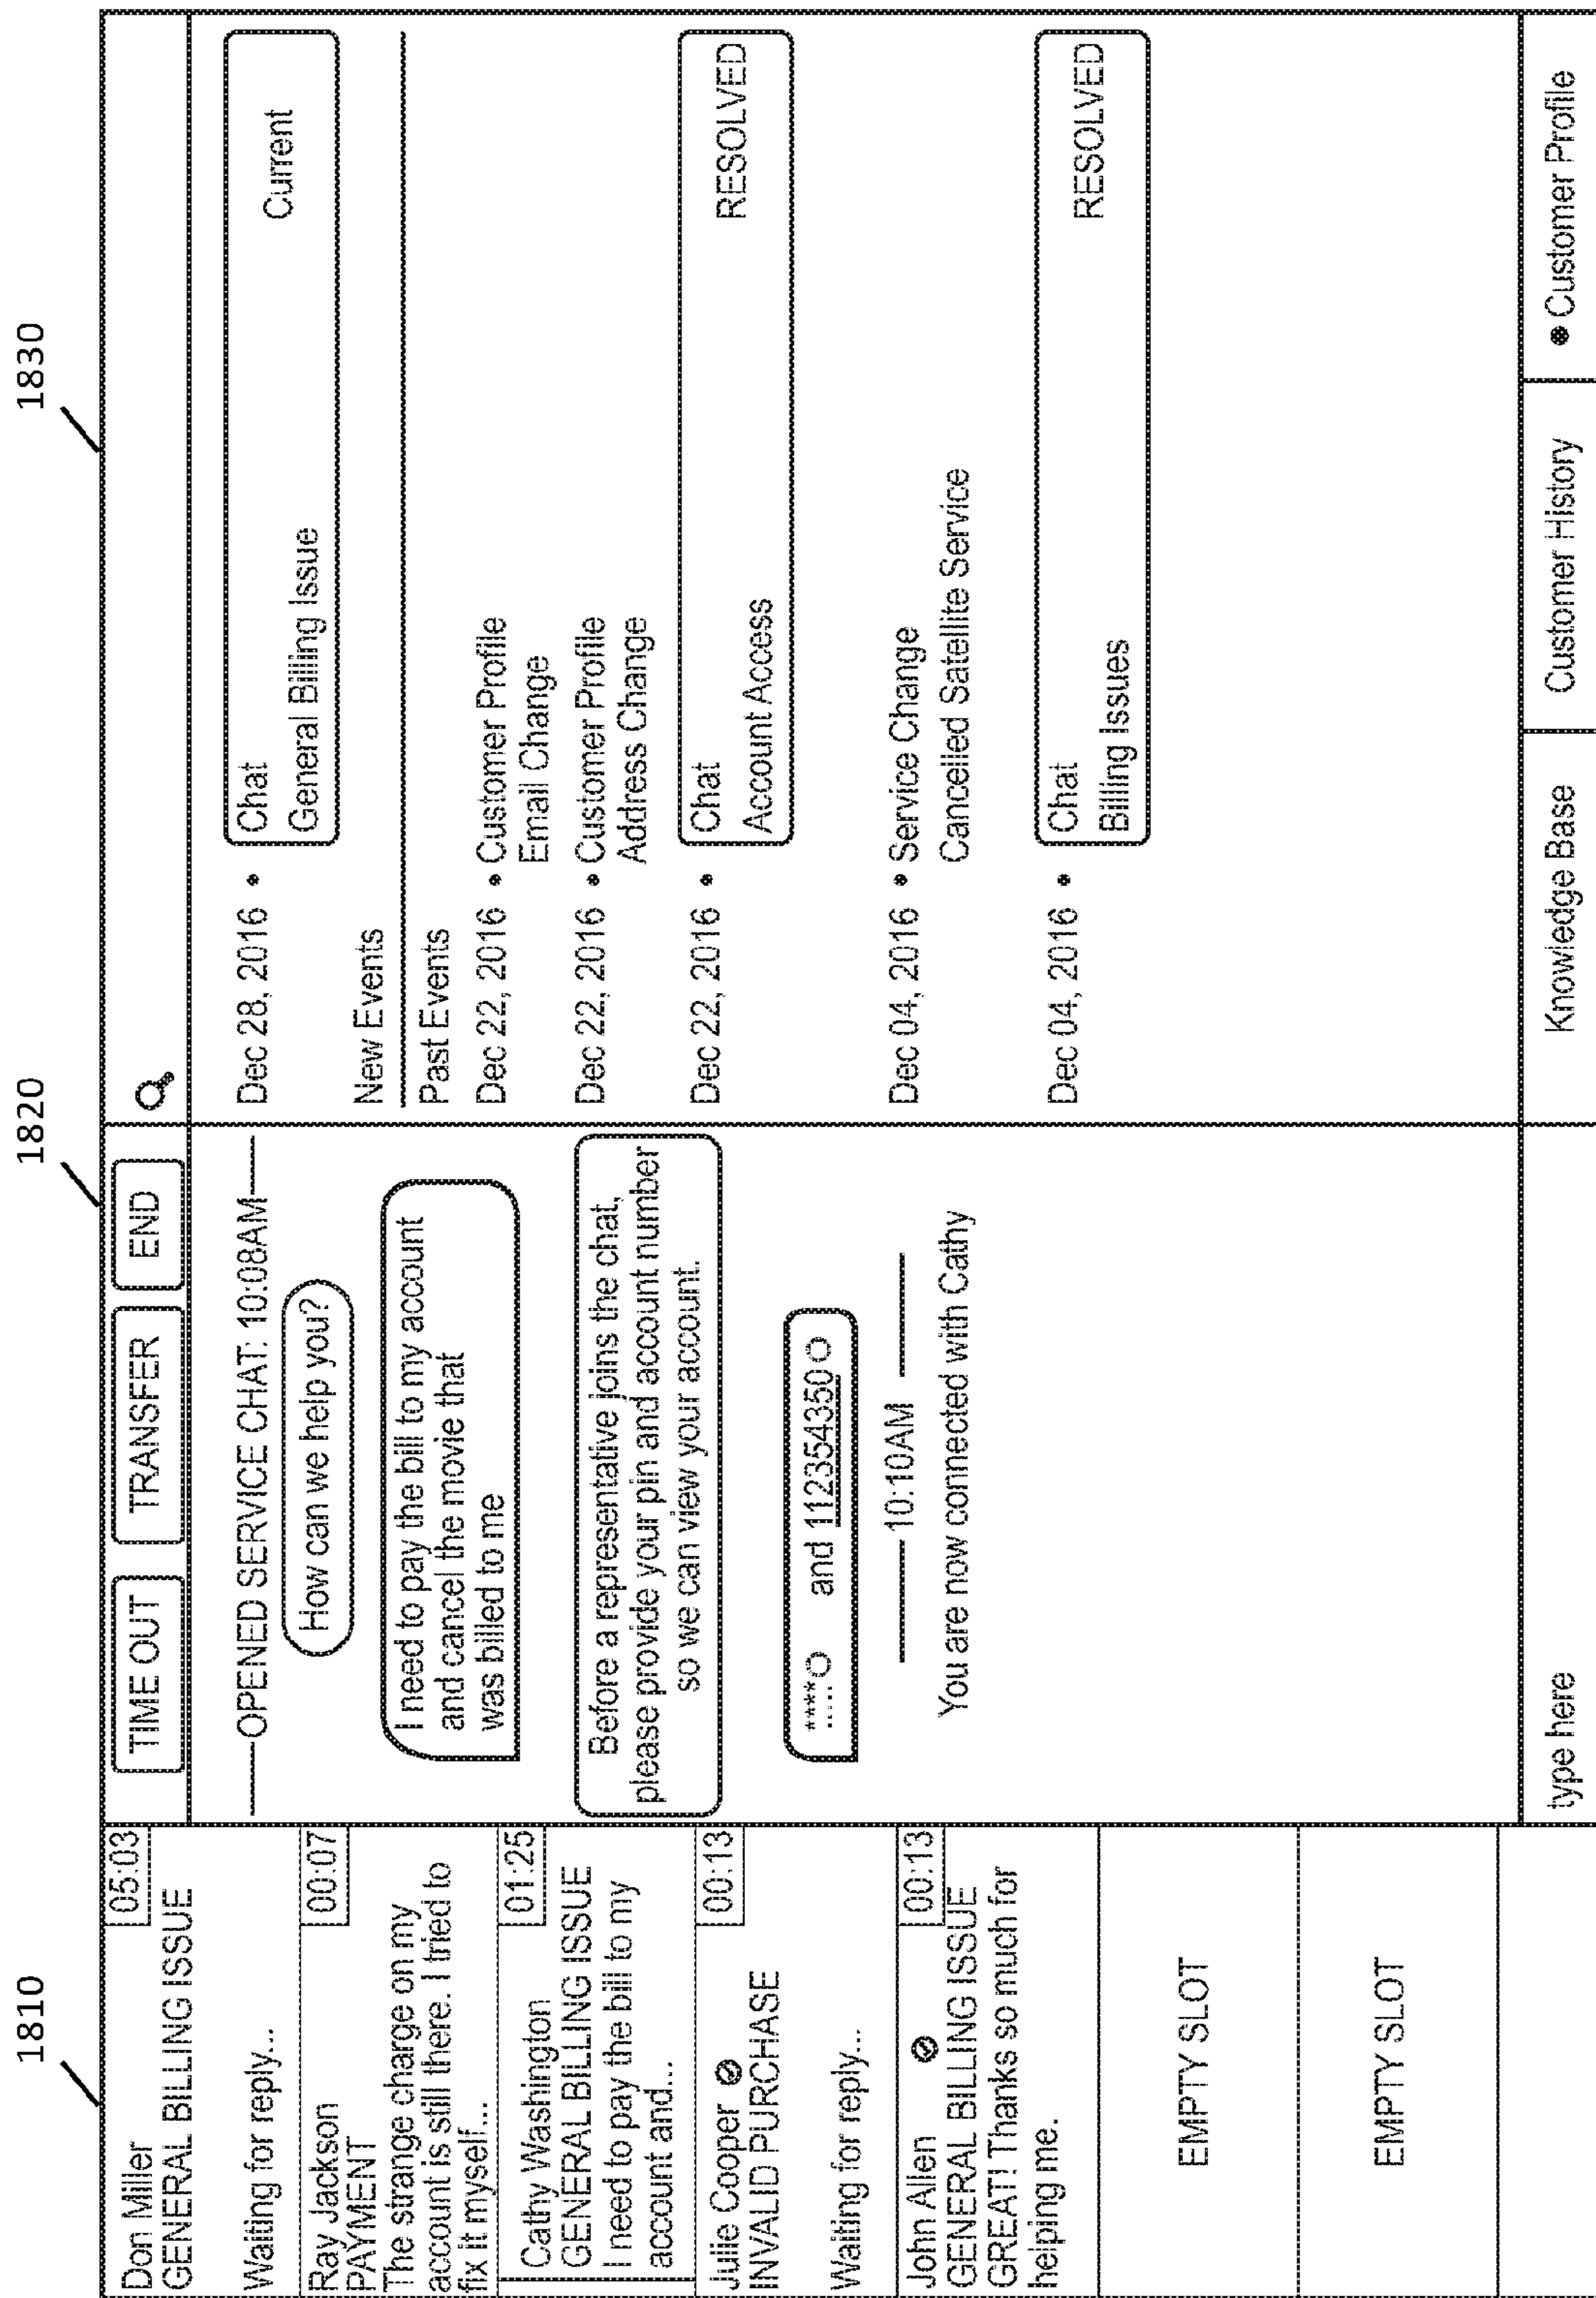 1810
1820
1830
Don Miller
05:03
GENERAL BILLING ISSUE
Waiting for reply...
Ray Jackson
00:07
PAYMENT
The strange charge on my
account is still there. I tried to
fix it myself...
Cathy Washington
01:25
GENERAL BILLING ISSUE
I need to pay the bill to my
account and...
Julie Cooper
00:13
INVALID PURCHASE
Waiting for reply...
John Allen
00:13
GENERAL BILLING ISSUE
GREAT! Thanks so much for
helping me.
EMPTY SLOT
EMPTY SLOT
TIME OUT
TRANSFER
END
OPENED SERVICE CHAT: 10:08AM
How can we help you?
I need to pay the bill to my account
and cancel the movie that
was billed to me
Before a representative joins the chat,
please provide your pin and account number
so we can view your account.
**** and 112354350
10:10AM
You are now connected with Cathy
type here
Dec 28, 2016 • Chat
General Billing Issue
Current
New Events
Past Events
Dec 22, 2016 • Customer Profile
Email Change
Dec 22, 2016 • Customer Profile
Address Change
Dec 22, 2016 • Chat
Account Access
RESOLVED
Dec 04, 2016 • Service Change
Cancelled Satellite Service
Dec 04, 2016 • Chat
Billing Issues
RESOLVED
Knowledge Base
Customer History
• Customer Profile